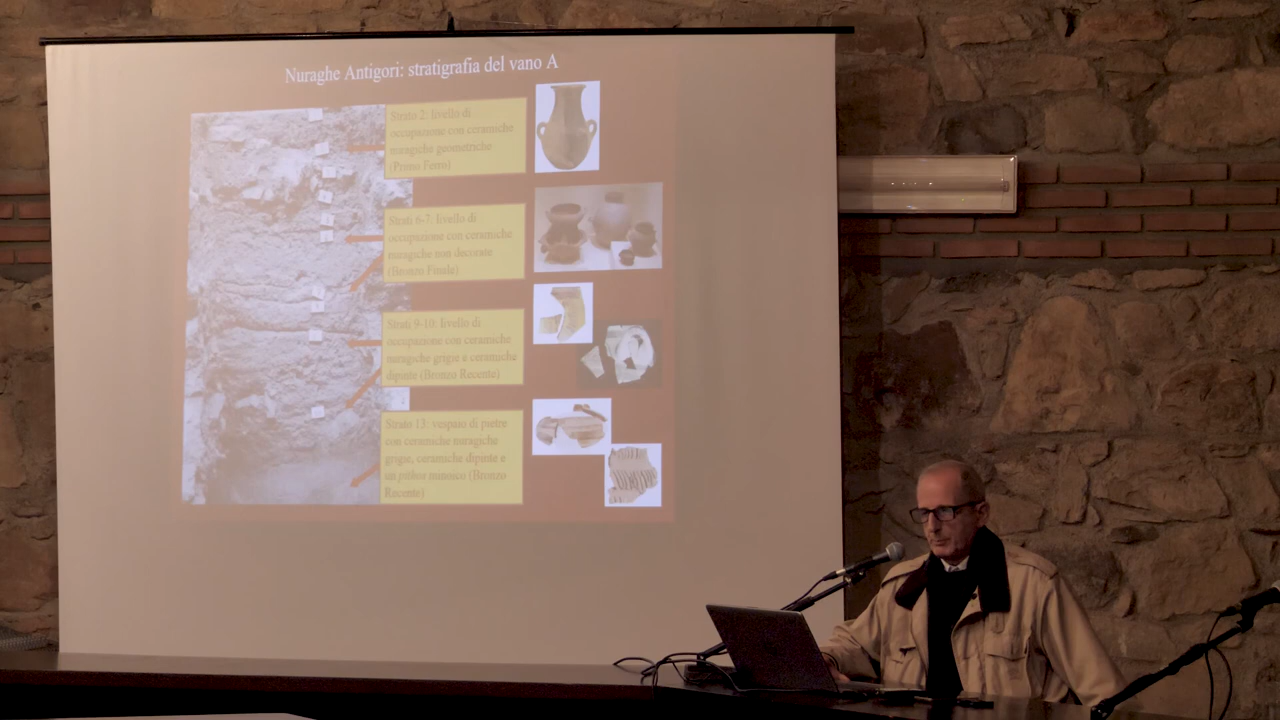 Nuraghe Antigori: stratigrafia del vano A
Strato 2: livello di
occupazione con ceramiche
nuragiche geometriche
(Primo Ferro)
Strati 6-7: livello di
occupazione con ceramiche
nuragiche non decorate
(Bronzo Finale)
Strati 9-10: livello di
occupazione con ceramiche
nuragiche grigie e ceramiche
dipinte (Bronzo Recente)
Strato 13: vespaio di pietre
con ceramiche nuragiche
grigie, ceramiche dipinte e
un pithos minoico (Bronzo
Recente)